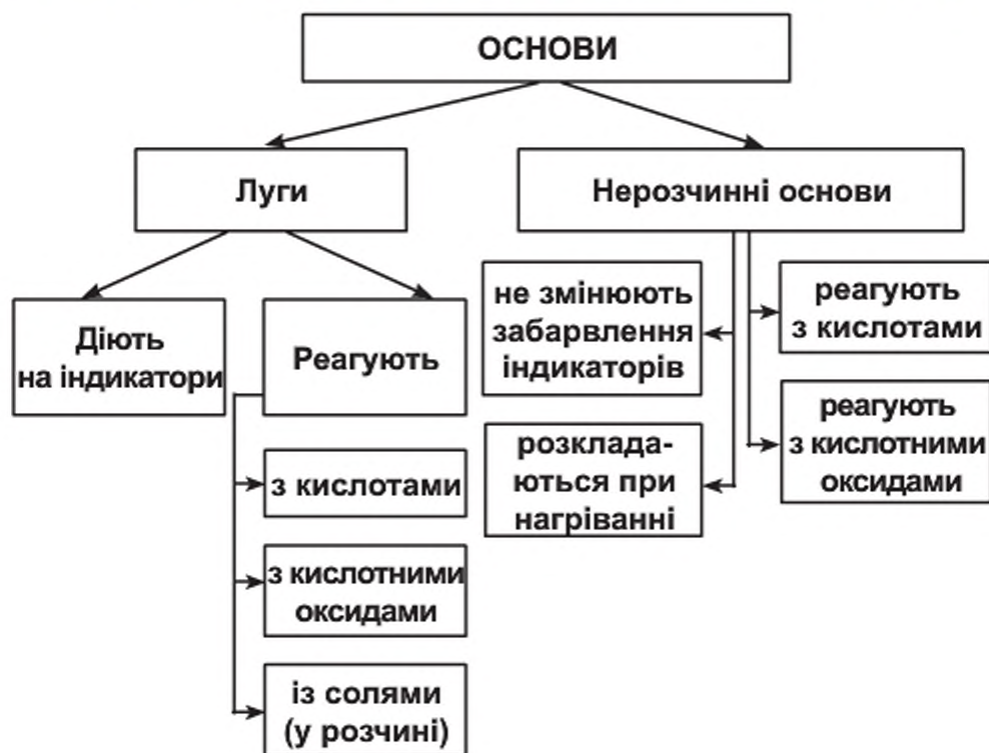 ОСНОВИ
Луги
Нерозчинні основи
Діють
на індикатори
Реагують
з кислотами
з кислотними
оксидами
із солями
(у розчині)
не змінюють
забарвлення
індикаторів
розклада-
ються при
нагріванні
реагують
з кислотами
реагують
з кислотними
оксидами